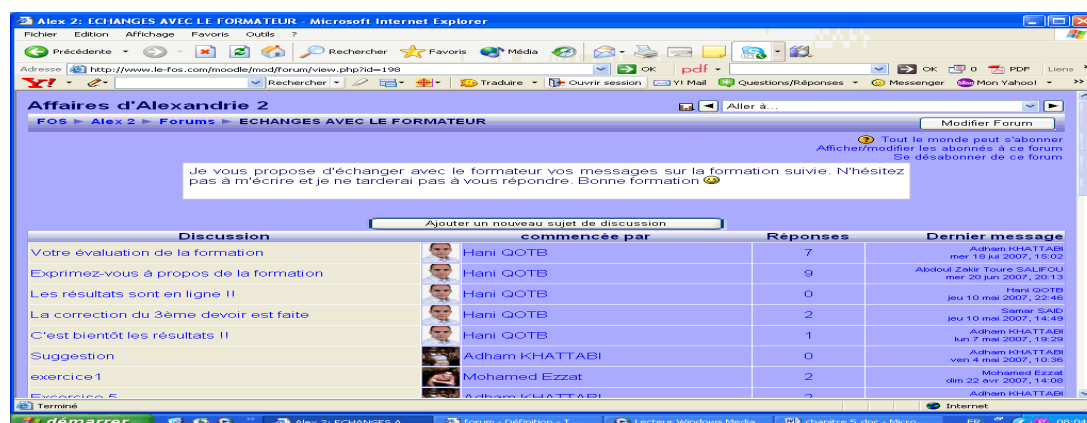 Alex 2: ECHANGES AVEC LE FORMATEUR - Microsoft Internet Explorer
Fichier Edition Affichage Favoris Outils ?
Précédente Rechercher Favoris Média
Adresse http://www.le-fos.com/moodle/mod/forum/view.php?id=198 OK pdf OK 0 PDF Liens
Y! Rechercher Traduire Ouvrir session Y! Mail Questions/Réponses Messenger Mon Yahoo!
Affaires d'Alexandrie 2 Aller à...
FOS ► Alex 2 ► Forums ► ECHANGES AVEC LE FORMATEUR Modifier Forum
Tout le monde peut s'abonner
Afficher/modifier les abonnés à ce forum
Se désabonner de ce forum
Je vous propose d'échanger avec le formateur vos messages sur la formation suivie. N'hésitez
pas à m'écrire et je ne tarderai pas à vous répondre. Bonne formation
Ajouter un nouveau sujet de discussion
Discussion commencée par Réponses Dernier message
Votre évaluation de la formation Hani QOTB 7 Adham KHATTABI
mer 18 jui 2007, 15:02
Exprimez-vous à propos de la formation Hani QOTB 9 Abdoul Zakir Toure SALIFOU
mer 20 jun 2007, 20:13
Les résultats sont en ligne !! Hani QOTB 0 Hani QOTB
jeu 10 mai 2007, 22:46
La correction du 3ème devoir est faite Hani QOTB 2 Samar SAID
jeu 10 mai 2007, 14:49
C'est bientôt les résultats !! Hani QOTB 1 Adham KHATTABI
lun 7 mai 2007, 19:29
Suggestion Adham KHATTABI 0 Adham KHATTABI
ven 4 mai 2007, 10:36
exercice1 Mohamed Ezzat 2 Mohamed Ezzat
dim 22 avr 2007, 14:08
Excercice 5 Adham KHATTABI 2 Adham KHATTABI
Terminé Internet
démarrer Alex 2: ECHANGES A... Forum - Définition - T... Lecteur Windows Media chapitre 5.doc - Micro... FR 08:04